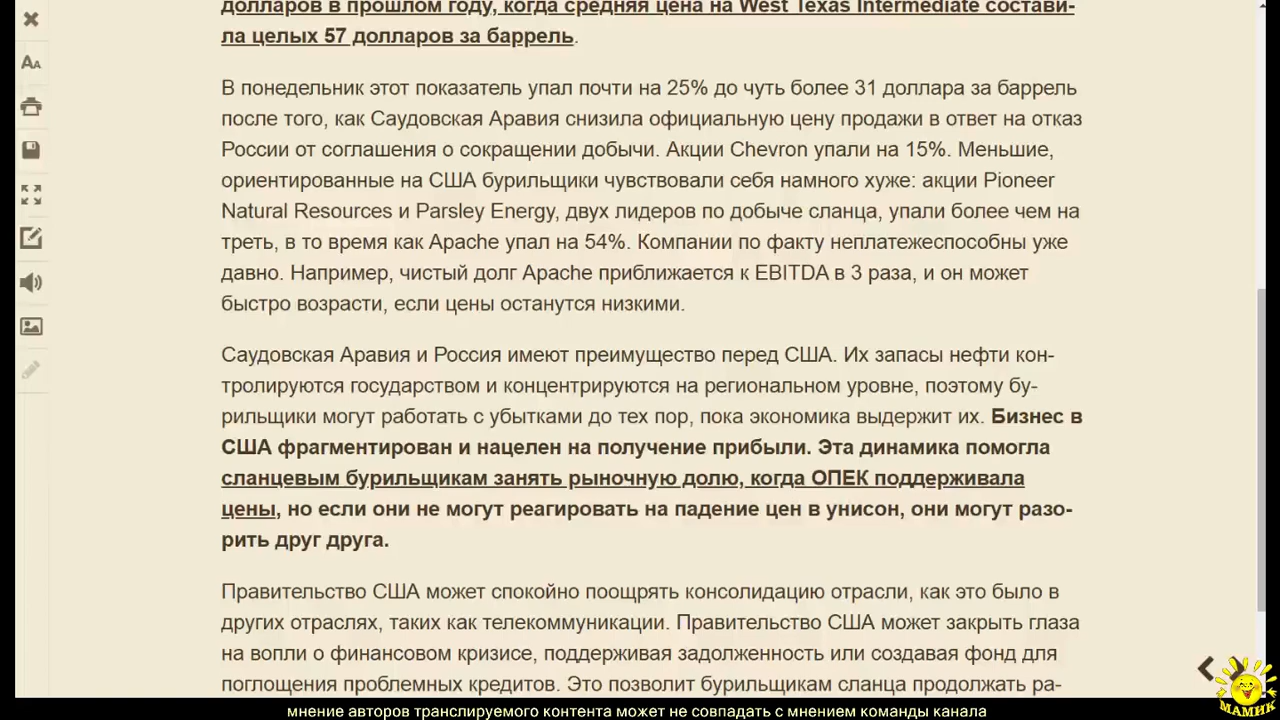 долларов в прошлом году, когда средняя цена на West Texas Intermediate состави-
ла целых 57 долларов за баррель.
В понедельник этот показатель упал почти на 25% до чуть более 31 доллара за баррель
после того, как Саудовская Аравия снизила официальную цену продажи в ответ на отказ
России от соглашения о сокращении добычи. Акции Chevron упали на 15%. Меньшие,
ориентированные на США бурильщики чувствовали себя намного хуже: акции Pioneer
Natural Resources и Parsley Energy, двух лидеров по добыче сланца, упали более чем на
треть, в то время как Apache упал на 54%. Компании по факту неплатежеспособны уже
давно. Например, чистый долг Apache приближается к EBITDA в 3 раза, и он может
быстро возрасти, если цены останутся низкими.
Саудовская Аравия и Россия имеют преимущество перед США. Их запасы нефти кон-
тролируются государством и концентрируются на региональном уровне, поэтому бу-
рильщики могут работать с убытками до тех пор, пока экономика выдержит их. Бизнес в
США фрагментирован и нацелен на получение прибыли. Эта динамика помогла
сланцевым бурильщикам занять рыночную долю, когда ОПЕК поддерживала
цены, но если они не могут реагировать на падение цен в унисон, они могут разо-
рить друг друга.
Правительство США может спокойно поощрять консолидацию отрасли, как это было в
других отраслях, таких как телекоммуникации. Правительство США может закрыть глаза
на вопли о финансовом кризисе, поддерживая задолженность или создавая фонд для
поглощения проблемных кредитов. Это позволит бурильщикам сланца продолжать ра-
МАМИК
мнение авторов транслируемого контента может не совпадать с мнением команды канала